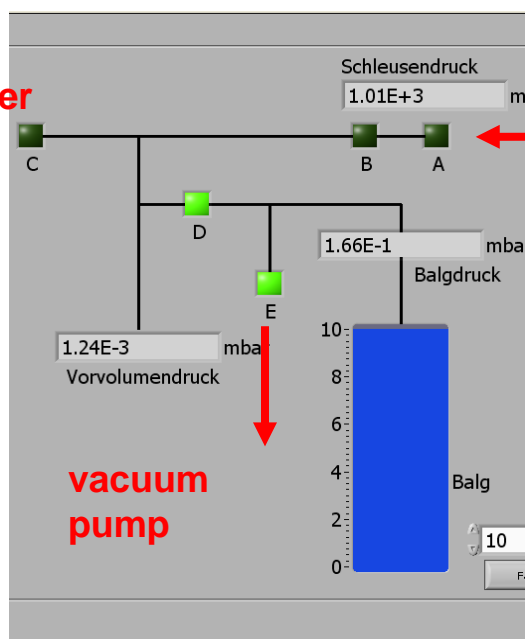 Schleusendruck
1.01E+3
er
C
B
A
D
1.66E-1
mba
Balgdruck
E
1.24E-3
mbar
Vorvolumendruck
10
8
6
4
2
0
Balg
vacuum
pump
10